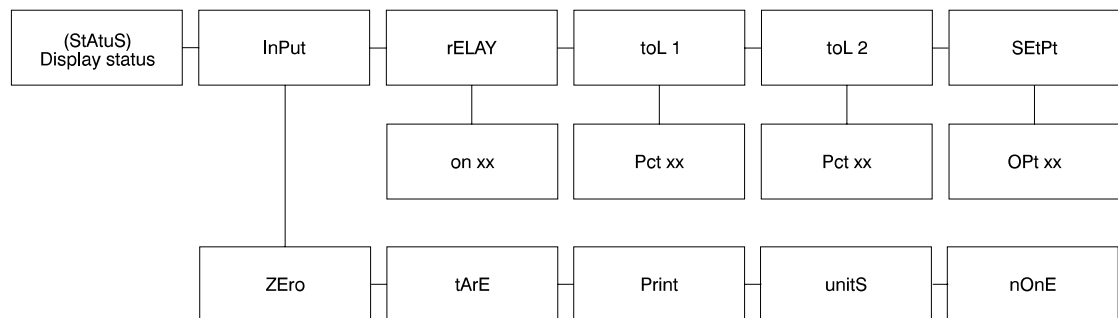 (StAtuS)
Display status
InPut
rELAY
toL 1
toL 2
SEtPt
on xx
Pct xx
Pct xx
OPt xx
ZEro
tArE
Print
unitS
nOnE